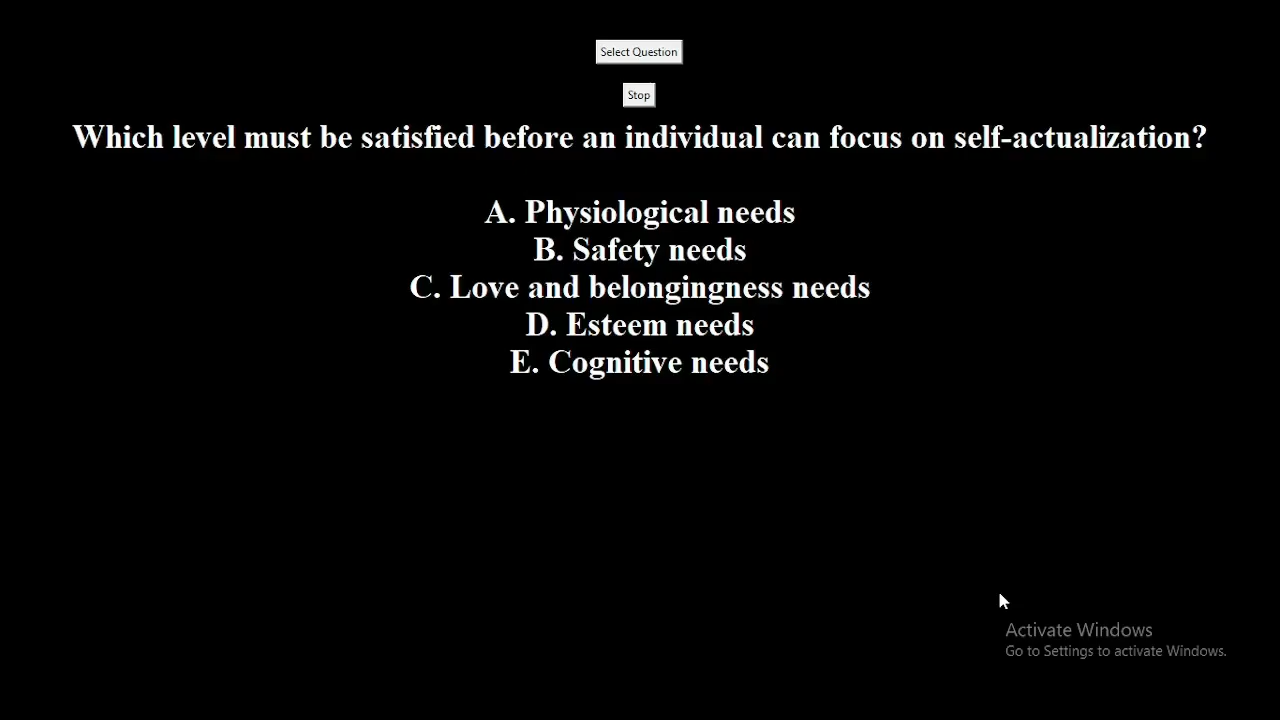 Select Question
Stop
Which level must be satisfied before an individual can focus on self-actualization?
A. Physiological needs
B. Safety needs
C. Love and belongingness needs
D. Esteem needs
E. Cognitive needs
Activate Windows
Go to Settings to activate Windows.